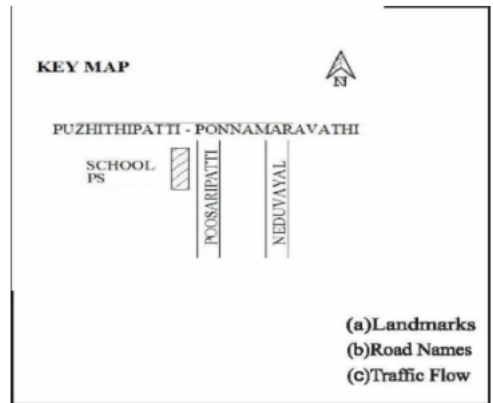 KEY MAP
N
PUZHITHIPATTI - PONNAMARAVATHI
SCHOOL
PS
POOSARIPATTI
NEDUVAYAL
(a)Landmarks
(b)Road Names
(c)Traffic Flow